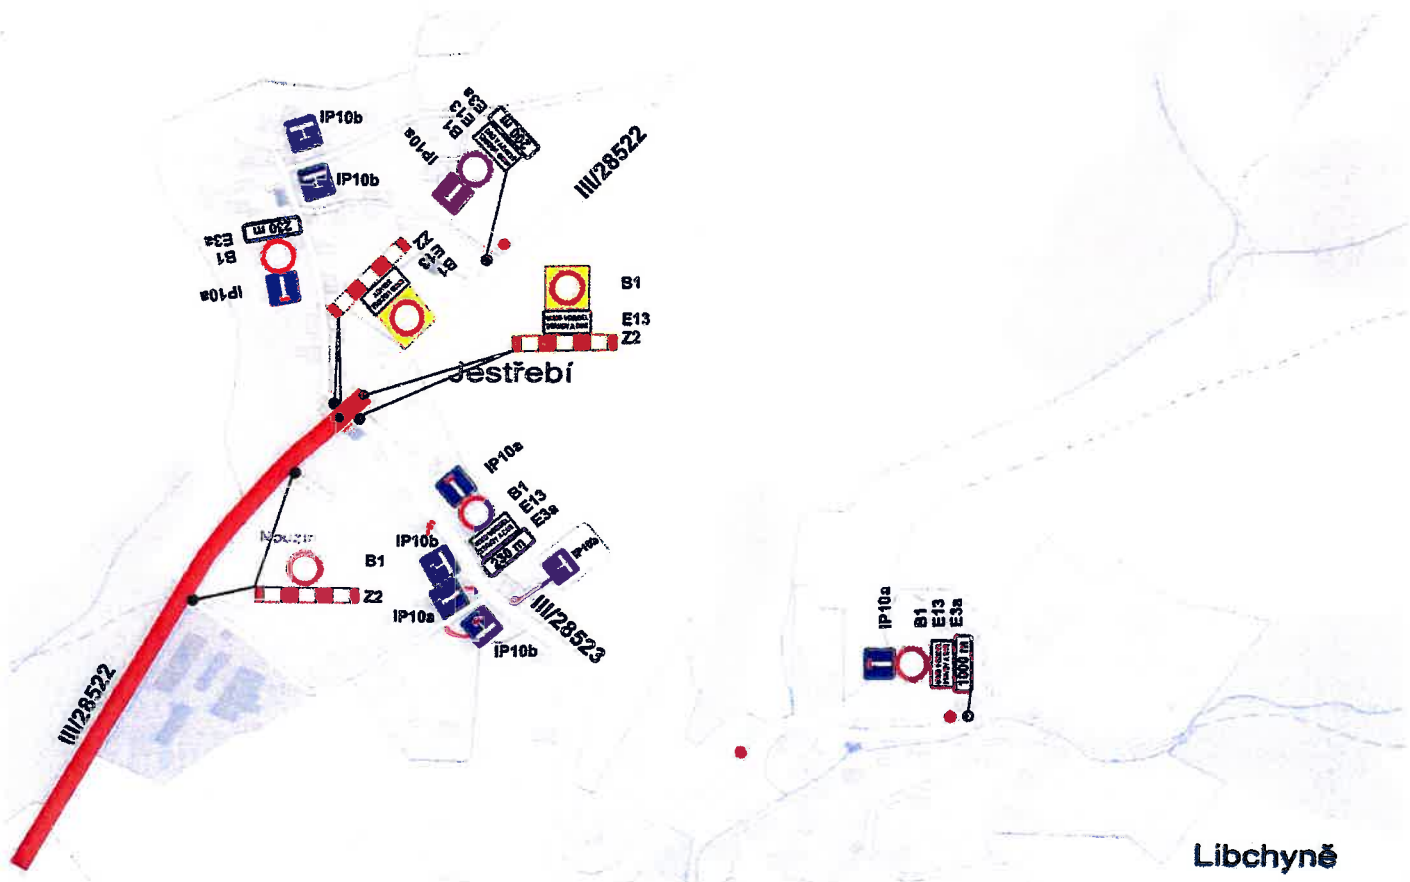 IP10b
IP10b
E3a
230 m
B1
IP10a
IP10a
B1
E13
E3a
200 m
III/28522
Z2
E13
B1
B1
E13
Z2
Jestřebí
IP10a
B1
E13
E3a
230 m
IP10b
IP10a
IP10b
III/28523
B1
Z2
III/28522
IP10a
B1
E13
E3a
1000 m
Libchyně